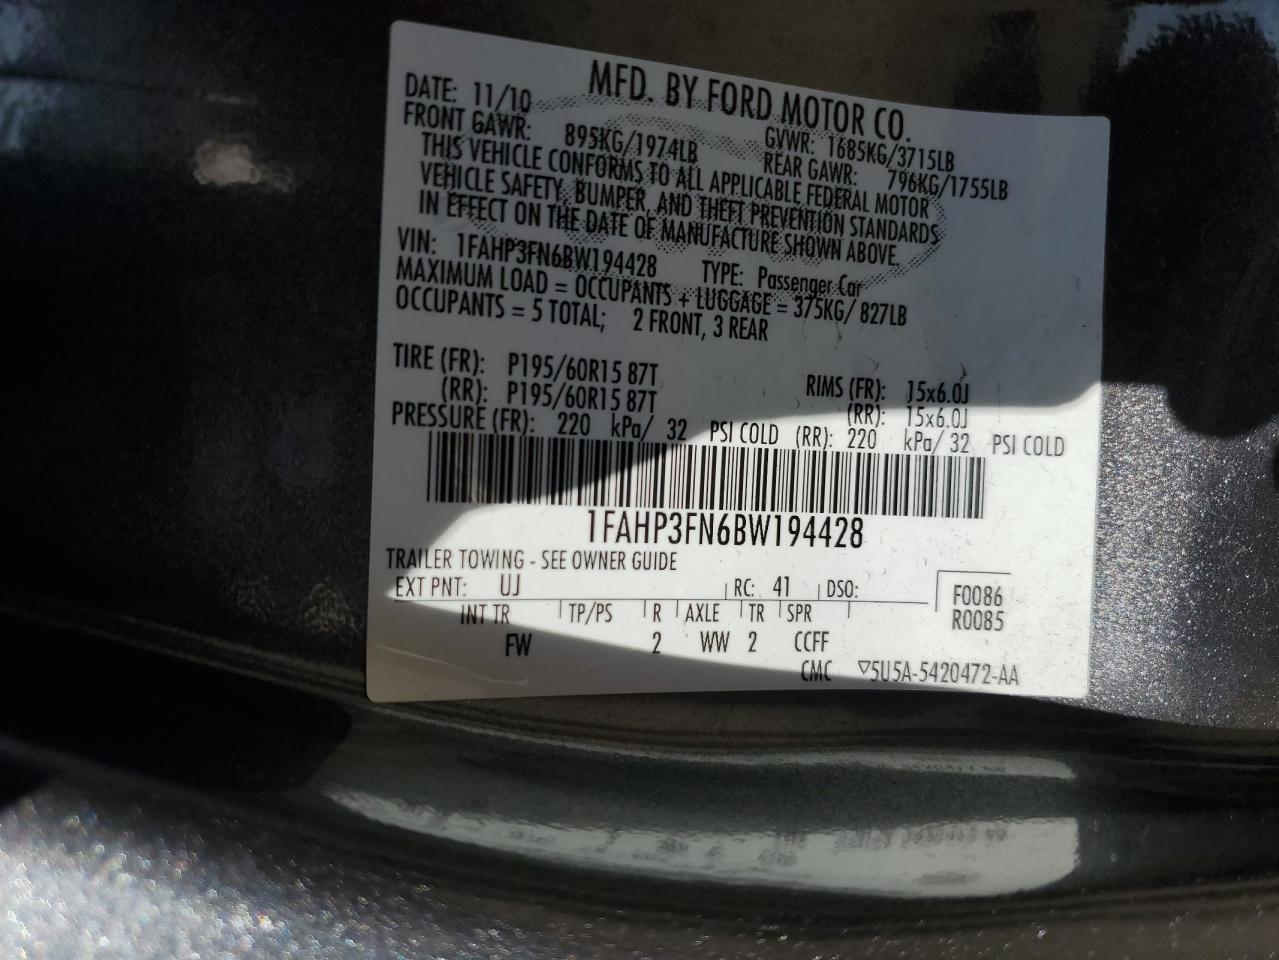 MFD. BY FORD MOTOR CO.
DATE: 11/10 GVWR: 1685KG/3715LB
FRONT GAWR: 895KG/1974LB REAR GAWR: 796KG/1755LB
THIS VEHICLE CONFORMS TO ALL APPLICABLE FEDERAL MOTOR
VEHICLE SAFETY, BUMPER, AND THEFT PREVENTION STANDARDS
IN EFFECT ON THE DATE OF MANUFACTURE SHOWN ABOVE.
VIN: 1FAHP3FN6BW194428 TYPE: Passenger Car
MAXIMUM LOAD = OCCUPANTS + LUGGAGE = 375KG/ 827LB
OCCUPANTS = 5 TOTAL; 2 FRONT, 3 REAR
TIRE (FR): P195/60R15 87T RIMS (FR): 15x6.0J
(RR): P195/60R15 87T (RR): 15x6.0J
PRESSURE (FR): 220 kPa/ 32 PSI COLD (RR): 220 kPa/ 32 PSI COLD
1FAHP3FN6BW194428
TRAILER TOWING - SEE OWNER GUIDE
EXT PNT: UJ RC: 41 DSO: F0086
INT TR TP/PS R AXLE TR SPR R0085
FW 2 WW 2 CCFF
CMC ▽5U5A-5420472-AA